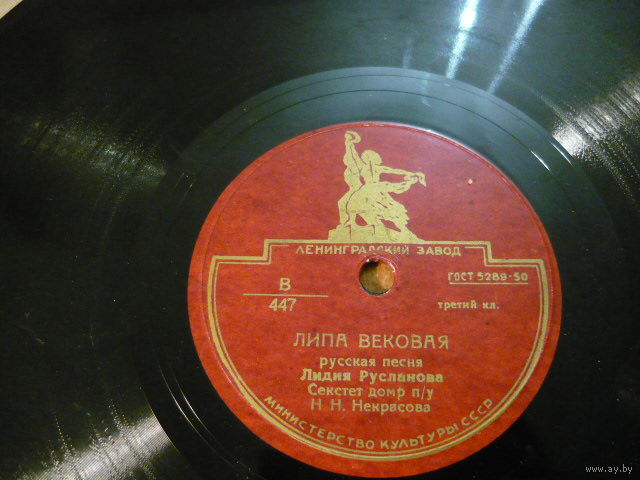 ЛЕНИНГРАДСКИЙ ЗАВОД
ГОСТ 5289-50
В
447
третий кл.
ЛИПА ВЕКОВАЯ
русская песня
Лидия Русланова
Секстет домр п/у
Н. Н. Некрасова
МИНИСТЕРСТВО КУЛЬТУРЫ СССР
www.ay.by